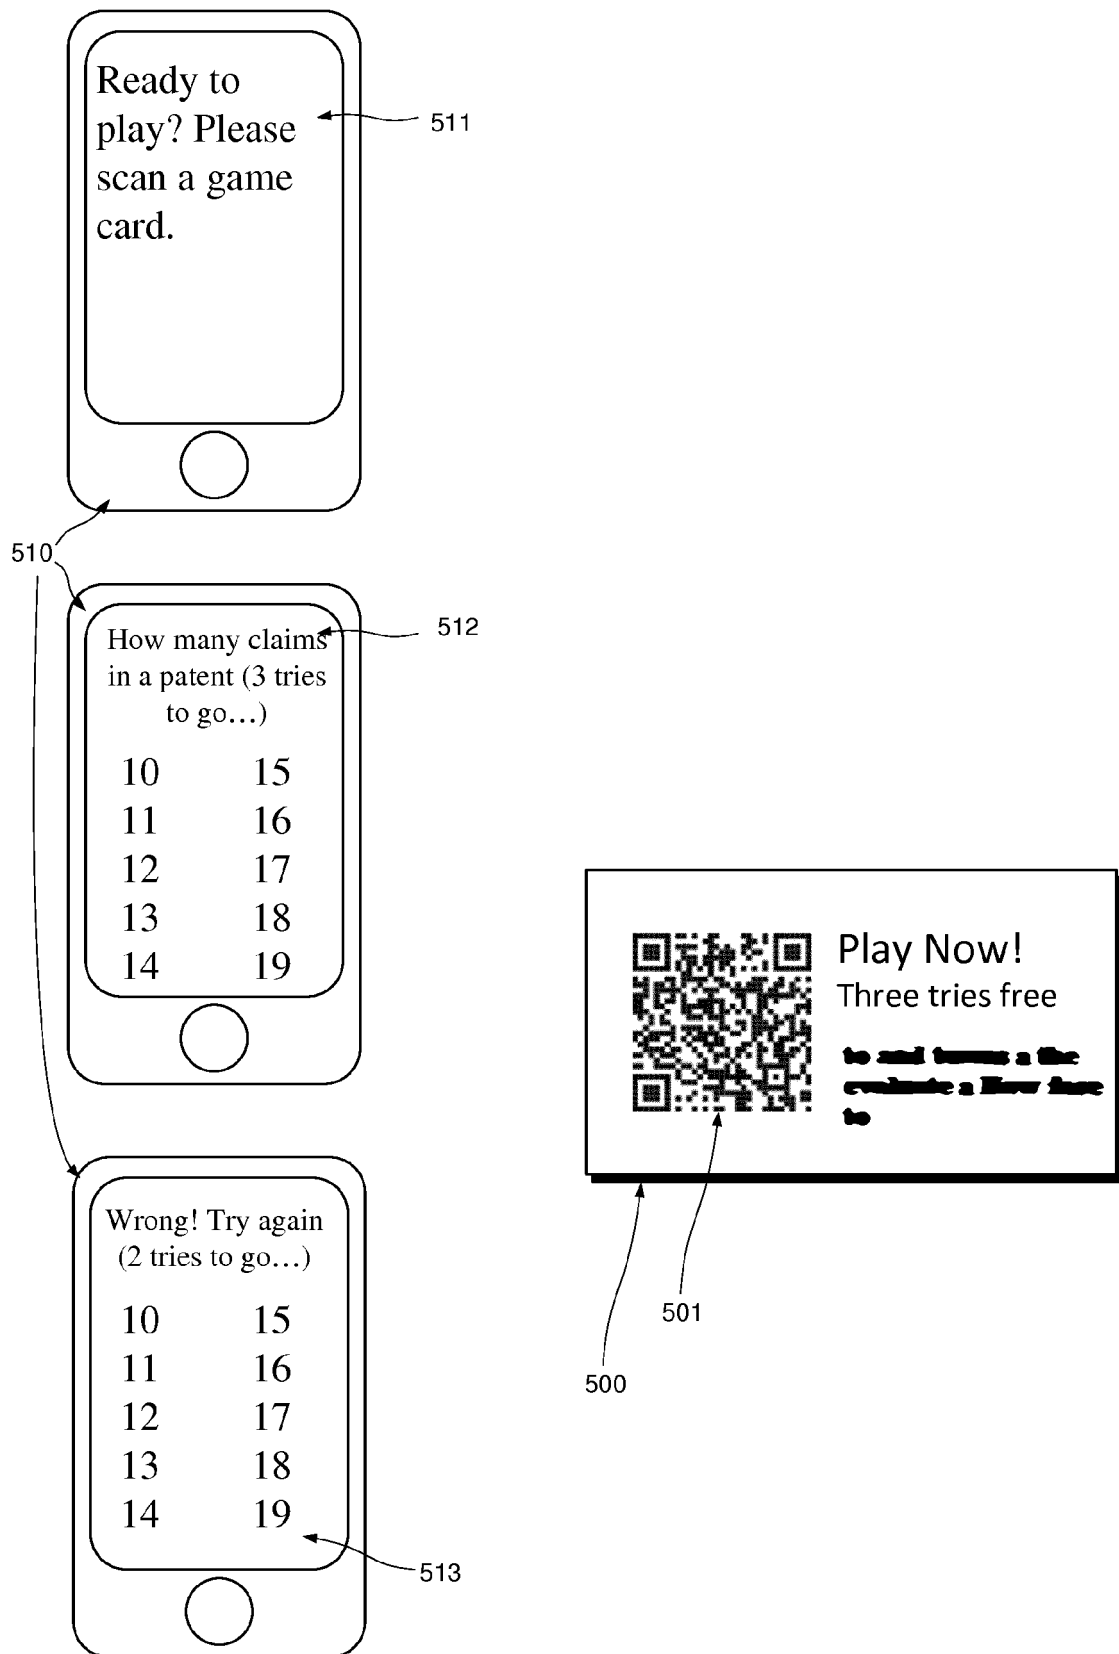 Ready to
play? Please
scan a game
card.
511
510
How many claims
in a patent (3 tries
to go…)
512
10 15
11 16
12 17
13 18
14 19
Play Now!
Three tries free
501
500
Wrong! Try again
(2 tries to go…)
10 15
11 16
12 17
13 18
14 19
513